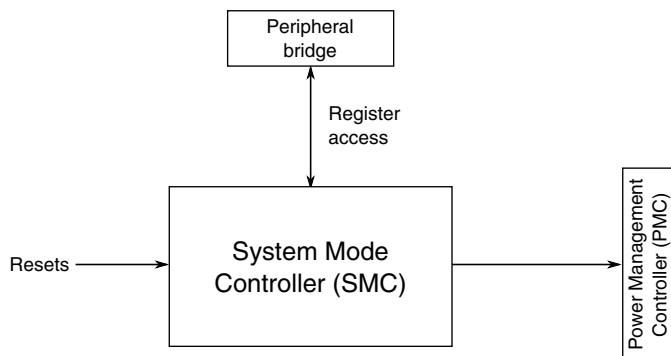 Peripheral
bridge
Register
access
Resets
System Mode
Controller (SMC)
Power Management
Controller (PMC)